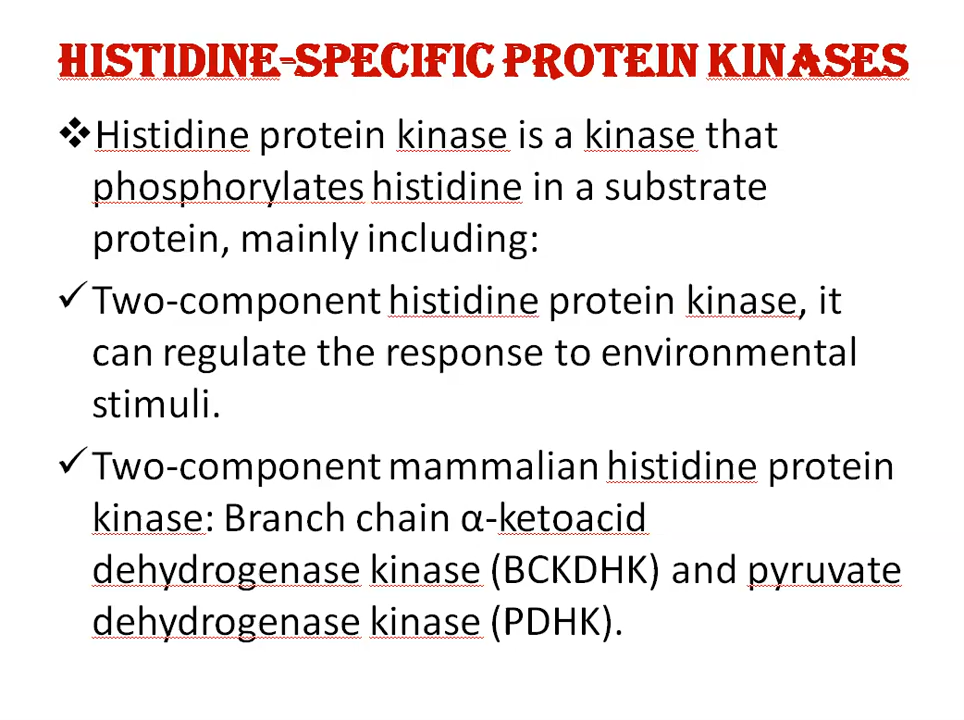 HISTIDINE-SPECIFIC PROTEIN KINASES
❖Histidine protein kinase is a kinase that
phosphorylates histidine in a substrate
protein, mainly including:
✓Two-component histidine protein kinase, it
can regulate the response to environmental
stimuli.
✓Two-component mammalian histidine protein
kinase: Branch chain α-ketoacid
dehydrogenase kinase (BCKDHK) and pyruvate
dehydrogenase kinase (PDHK).